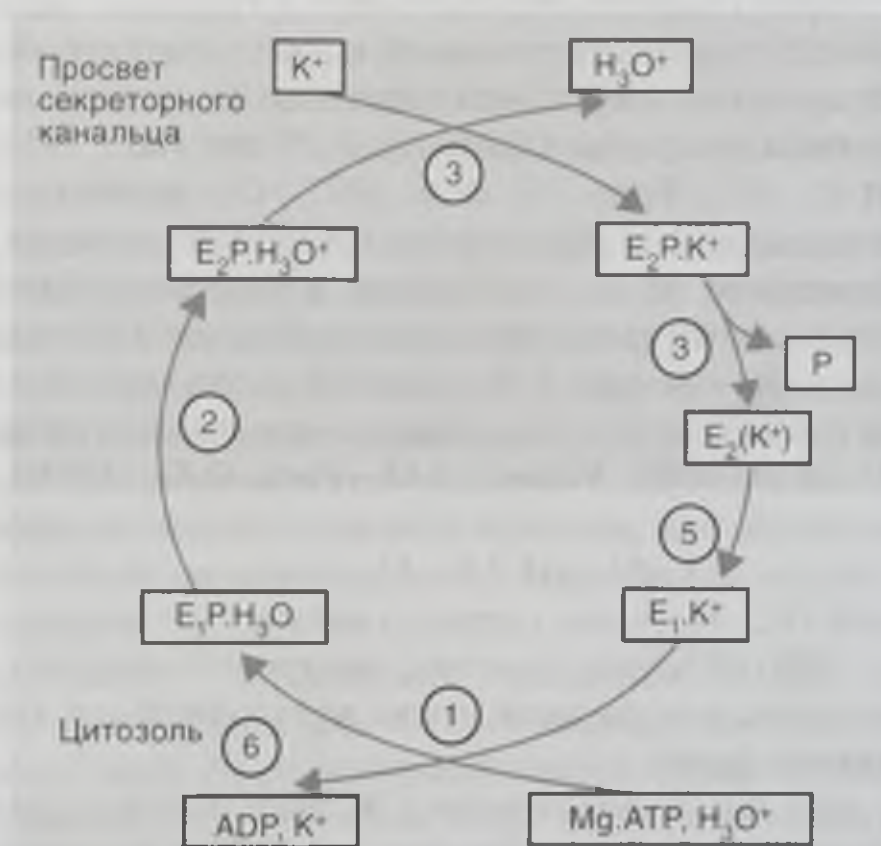 Просвет
секреторного
канальца
K⁺
H₃O⁺
3
E₂P.H₃O⁺
E₂P.K⁺
3
P
2
E₂(K⁺)
5
E₁P.H₃O
E₁.K⁺
1
Цитозоль
6
ADP, K⁺
Mg.ATP, H₃O⁺